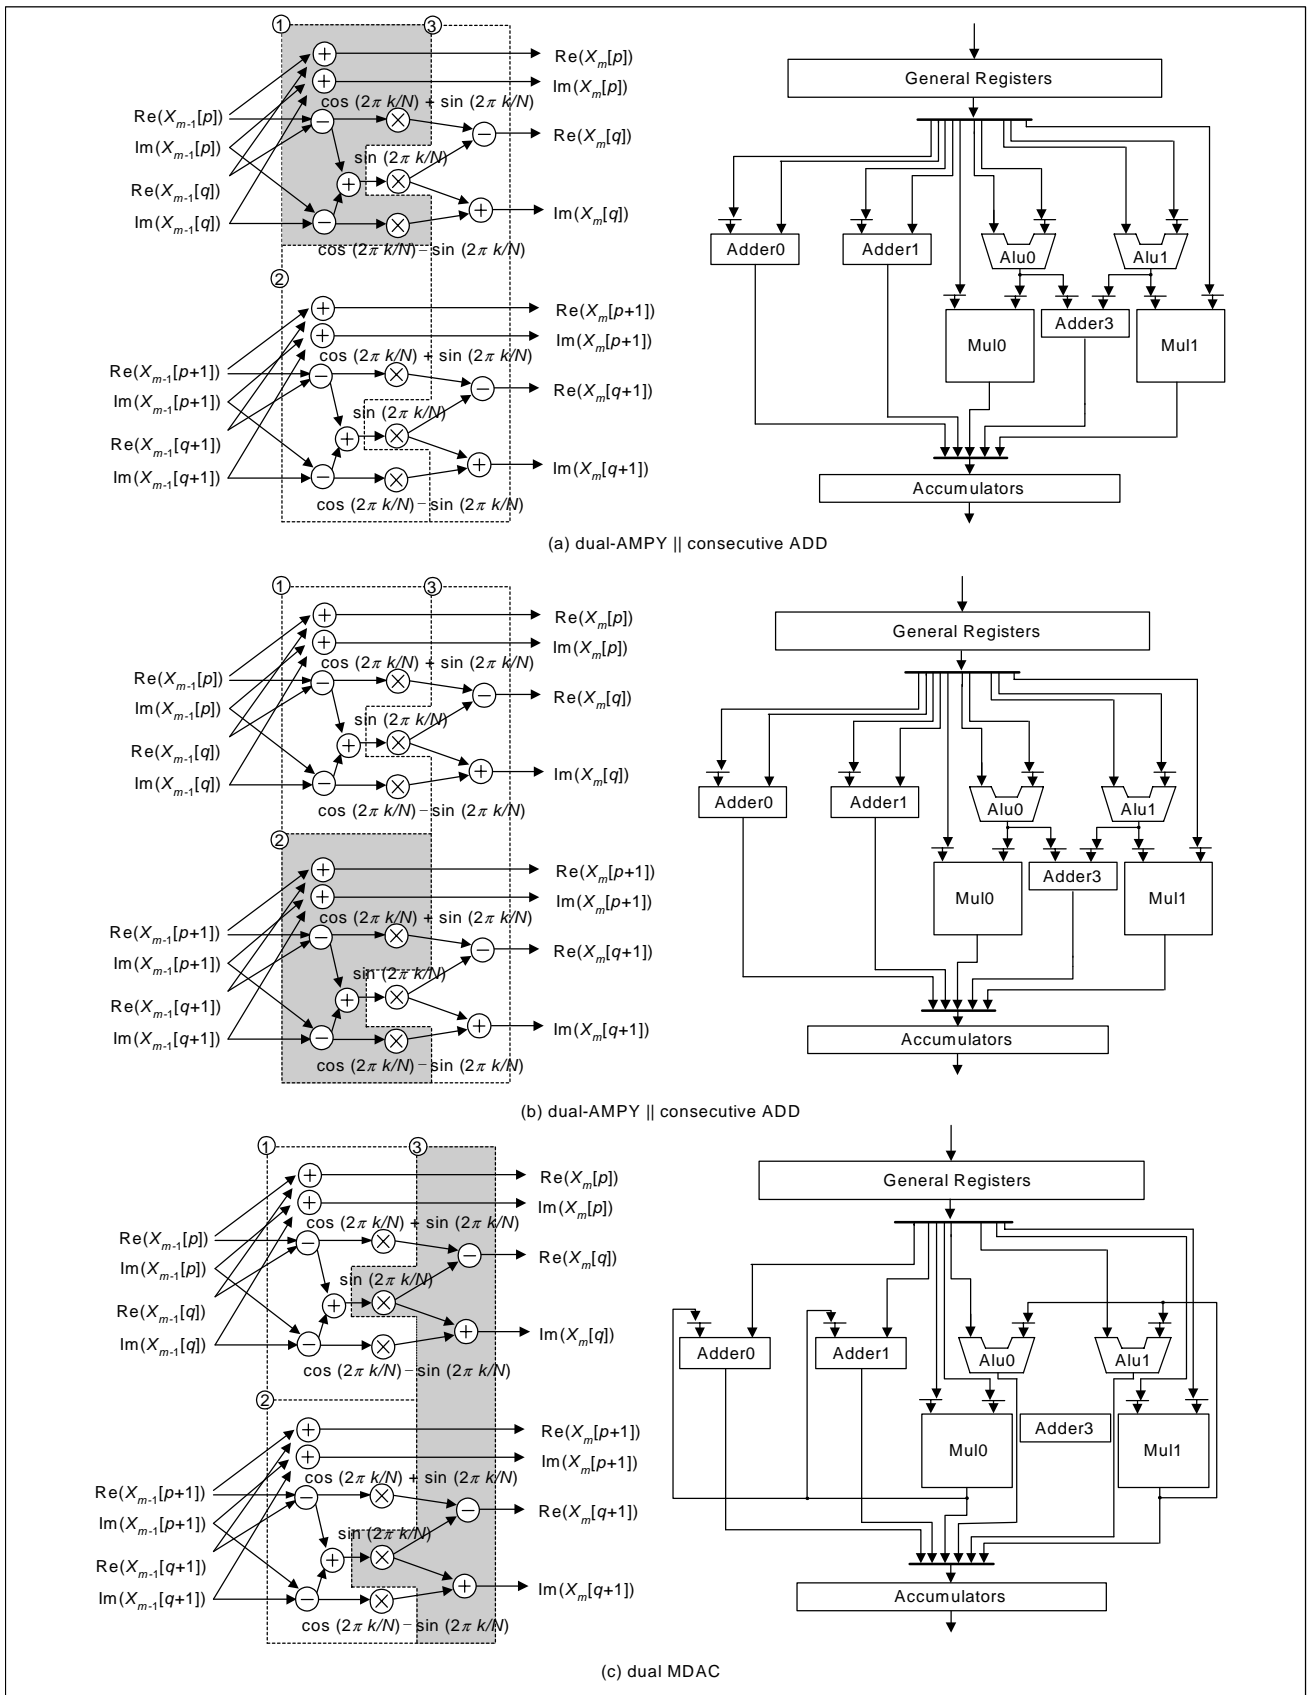 ① ③
Re(Xm[p])
Im(Xm[p])
cos (2π k/N) + sin (2π k/N)
Re(Xm-1[p])
Re(Xm[q])
Im(Xm-1[p])
sin (2π k/N)
Re(Xm-1[q])
Im(Xm[q])
Im(Xm-1[q])
cos (2π k/N) − sin (2π k/N)
②
Re(Xm[p+1])
Im(Xm[p+1])
cos (2π k/N) + sin (2π k/N)
Re(Xm-1[p+1])
Re(Xm[q+1])
Im(Xm-1[p+1])
sin (2π k/N)
Re(Xm-1[q+1])
Im(Xm[q+1])
Im(Xm-1[q+1])
cos (2π k/N) − sin (2π k/N)
General Registers
Adder0 Adder1 Alu0 Alu1
Mul0 Adder3 Mul1
Accumulators
(a) dual-AMPY || consecutive ADD
① ③
Re(Xm[p])
Im(Xm[p])
cos (2π k/N) + sin (2π k/N)
Re(Xm-1[p])
Re(Xm[q])
Im(Xm-1[p])
sin (2π k/N)
Re(Xm-1[q])
Im(Xm[q])
Im(Xm-1[q])
cos (2π k/N) − sin (2π k/N)
②
Re(Xm[p+1])
Im(Xm[p+1])
cos (2π k/N) + sin (2π k/N)
Re(Xm-1[p+1])
Re(Xm[q+1])
Im(Xm-1[p+1])
sin (2π k/N)
Re(Xm-1[q+1])
Im(Xm[q+1])
Im(Xm-1[q+1])
cos (2π k/N) − sin (2π k/N)
General Registers
Adder0 Adder1 Alu0 Alu1
Mul0 Adder3 Mul1
Accumulators
(b) dual-AMPY || consecutive ADD
① ③
Re(Xm[p])
Im(Xm[p])
cos (2π k/N) + sin (2π k/N)
Re(Xm-1[p])
Re(Xm[q])
Im(Xm-1[p])
sin (2π k/N)
Re(Xm-1[q])
Im(Xm[q])
Im(Xm-1[q])
cos (2π k/N) − sin (2π k/N)
②
Re(Xm[p+1])
Im(Xm[p+1])
cos (2π k/N) + sin (2π k/N)
Re(Xm-1[p+1])
Re(Xm[q+1])
Im(Xm-1[p+1])
sin (2π k/N)
Re(Xm-1[q+1])
Im(Xm[q+1])
Im(Xm-1[q+1])
cos (2π k/N) − sin (2π k/N)
General Registers
Adder0 Adder1 Alu0 Alu1
Mul0 Adder3 Mul1
Accumulators
(c) dual MDAC